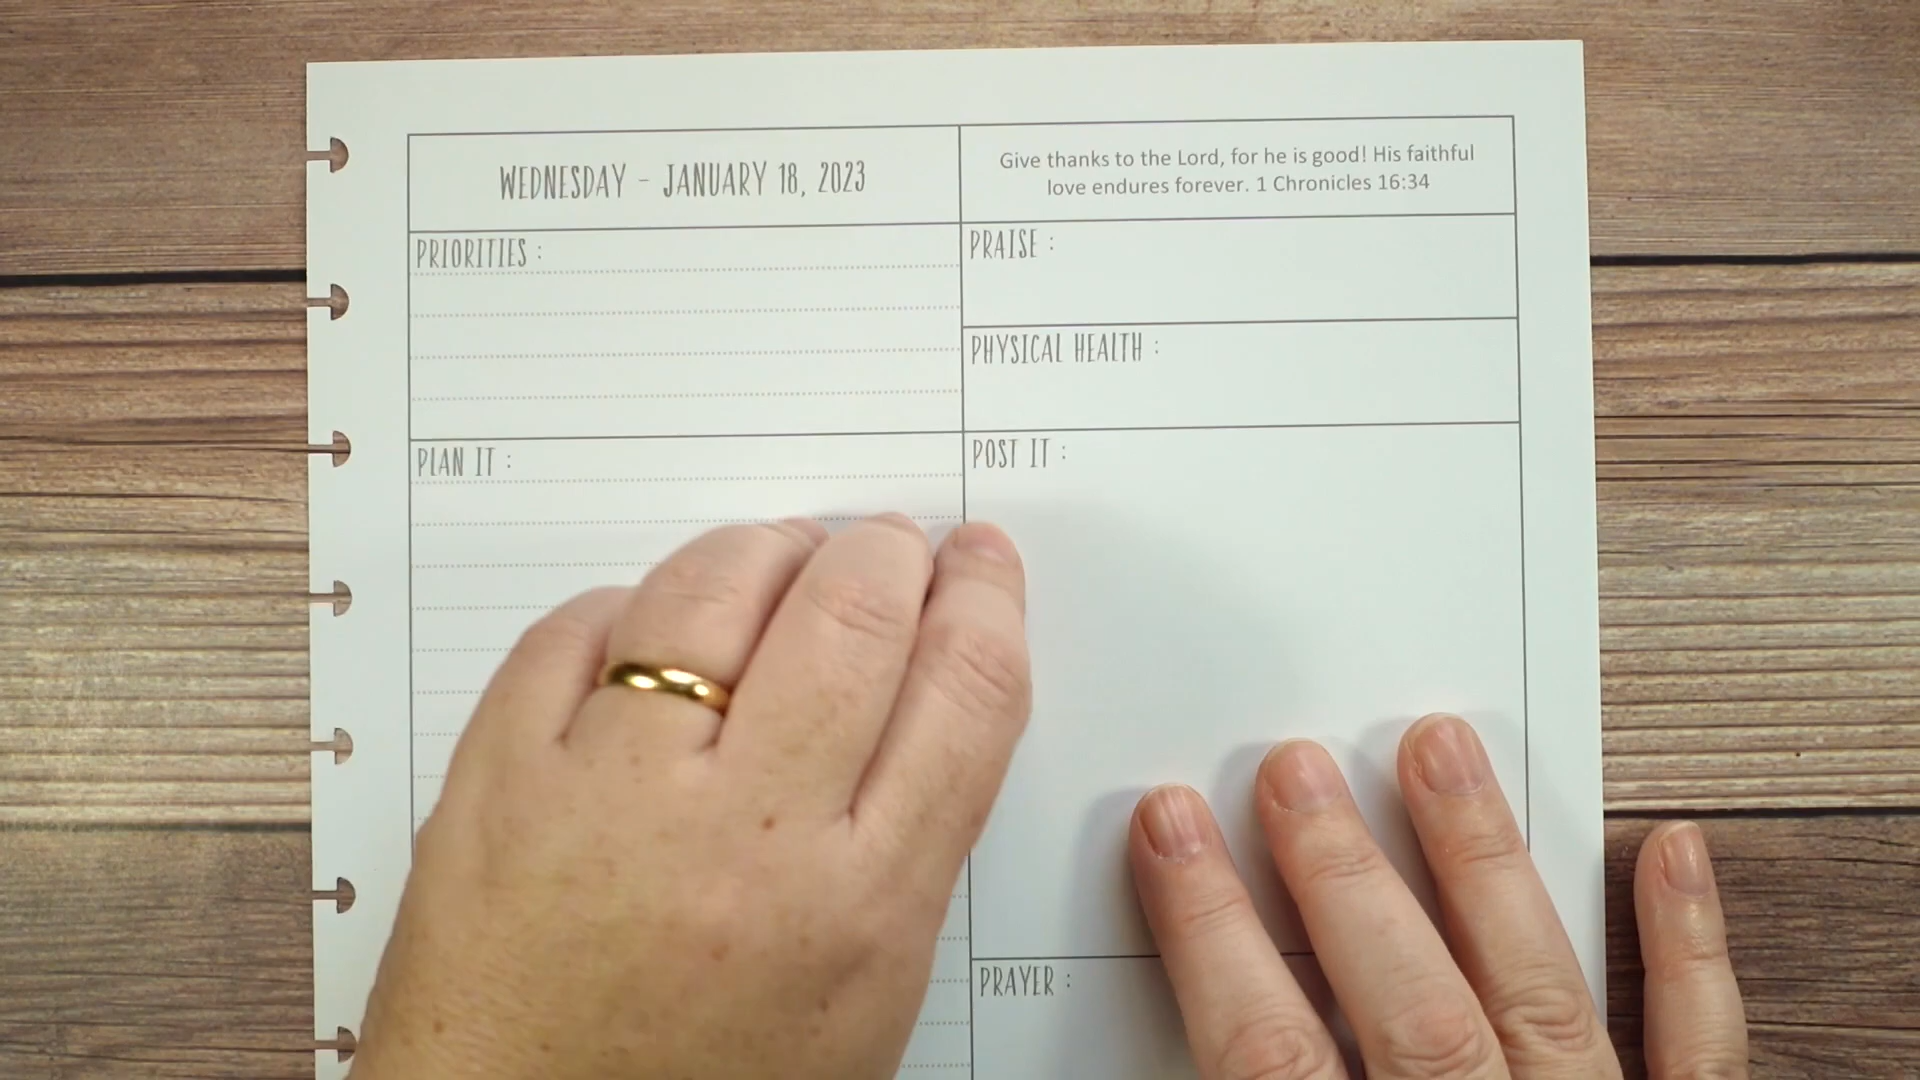 WEDNESDAY - JANUARY 18, 2023
Give thanks to the Lord, for he is good! His faithful
love endures forever. 1 Chronicles 16:34
PRIORITIES :
PRAISE :
PHYSICAL HEALTH :
PLAN IT :
POST IT :
PRAYER :